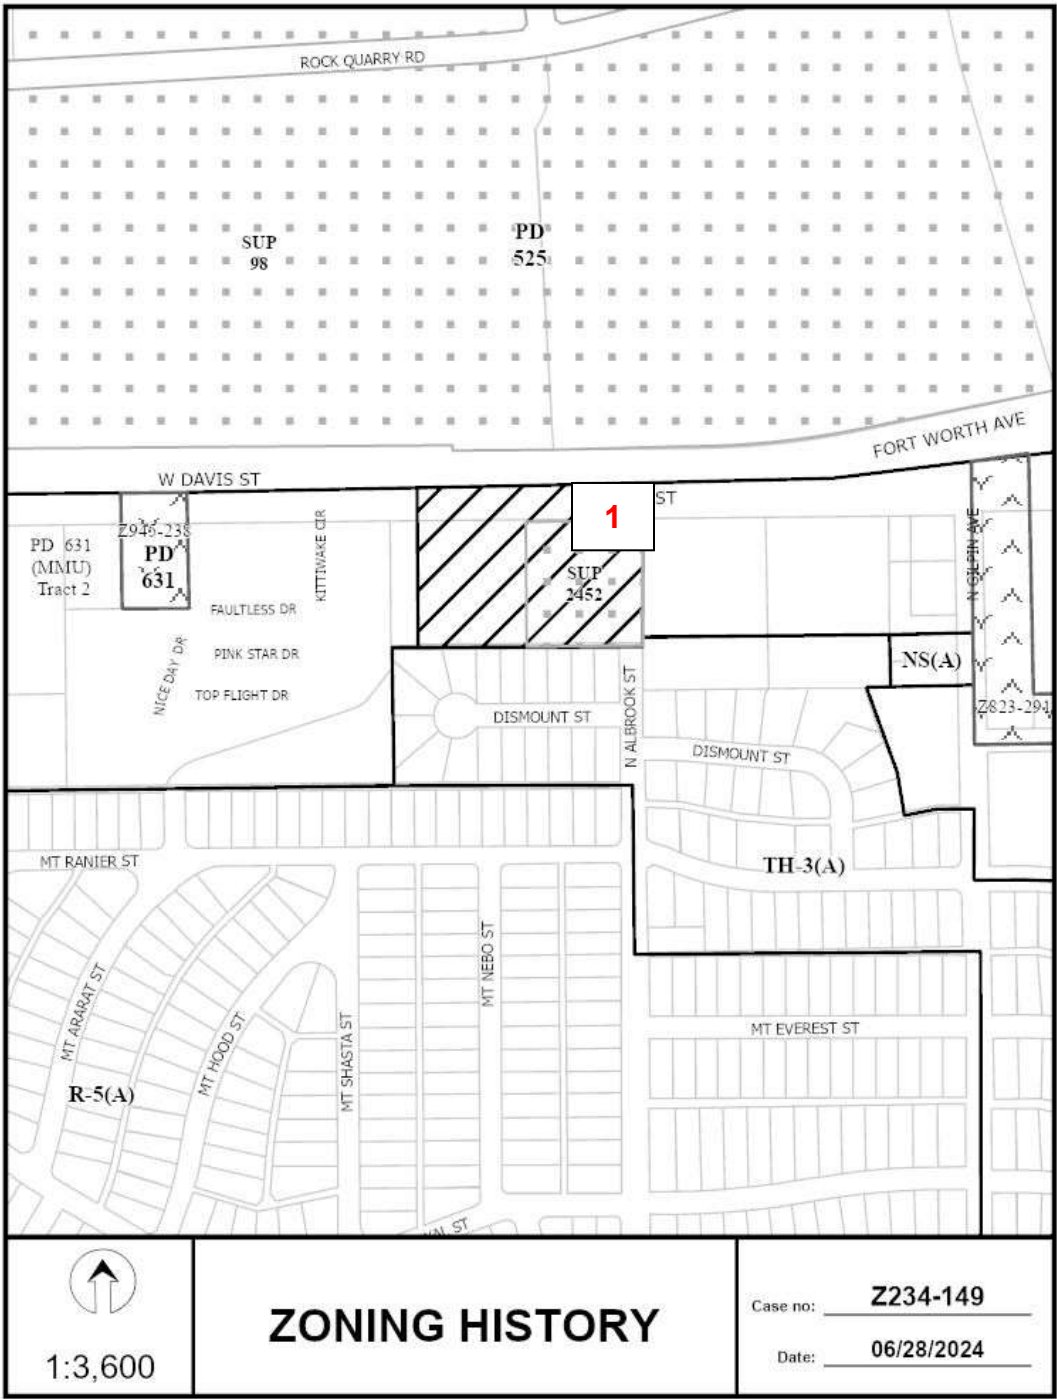 ROCK QUARRY RD
SUP
98
PD
525
FORT WORTH AVE
W DAVIS ST
1
ST
Z945-238
PD 631
(MMU)
Tract 2
PD
631
KITTIWAKE CIR
N GILPIN AVE
SUP
2452
FAULTLESS DR
NICE DAY DR
PINK STAR DR
TOP FLIGHT DR
NS(A)
N ALBROOK ST
DISMOUNT ST
Z823-294
DISMOUNT ST
MT RANIER ST
TH-3(A)
MT NEBO ST
MT ARARAT ST
MT HOOD ST
MT SHASTA ST
MT EVEREST ST
R-5(A)
ST
1:3,600
ZONING HISTORY
Case no: Z234-149
Date: 06/28/2024